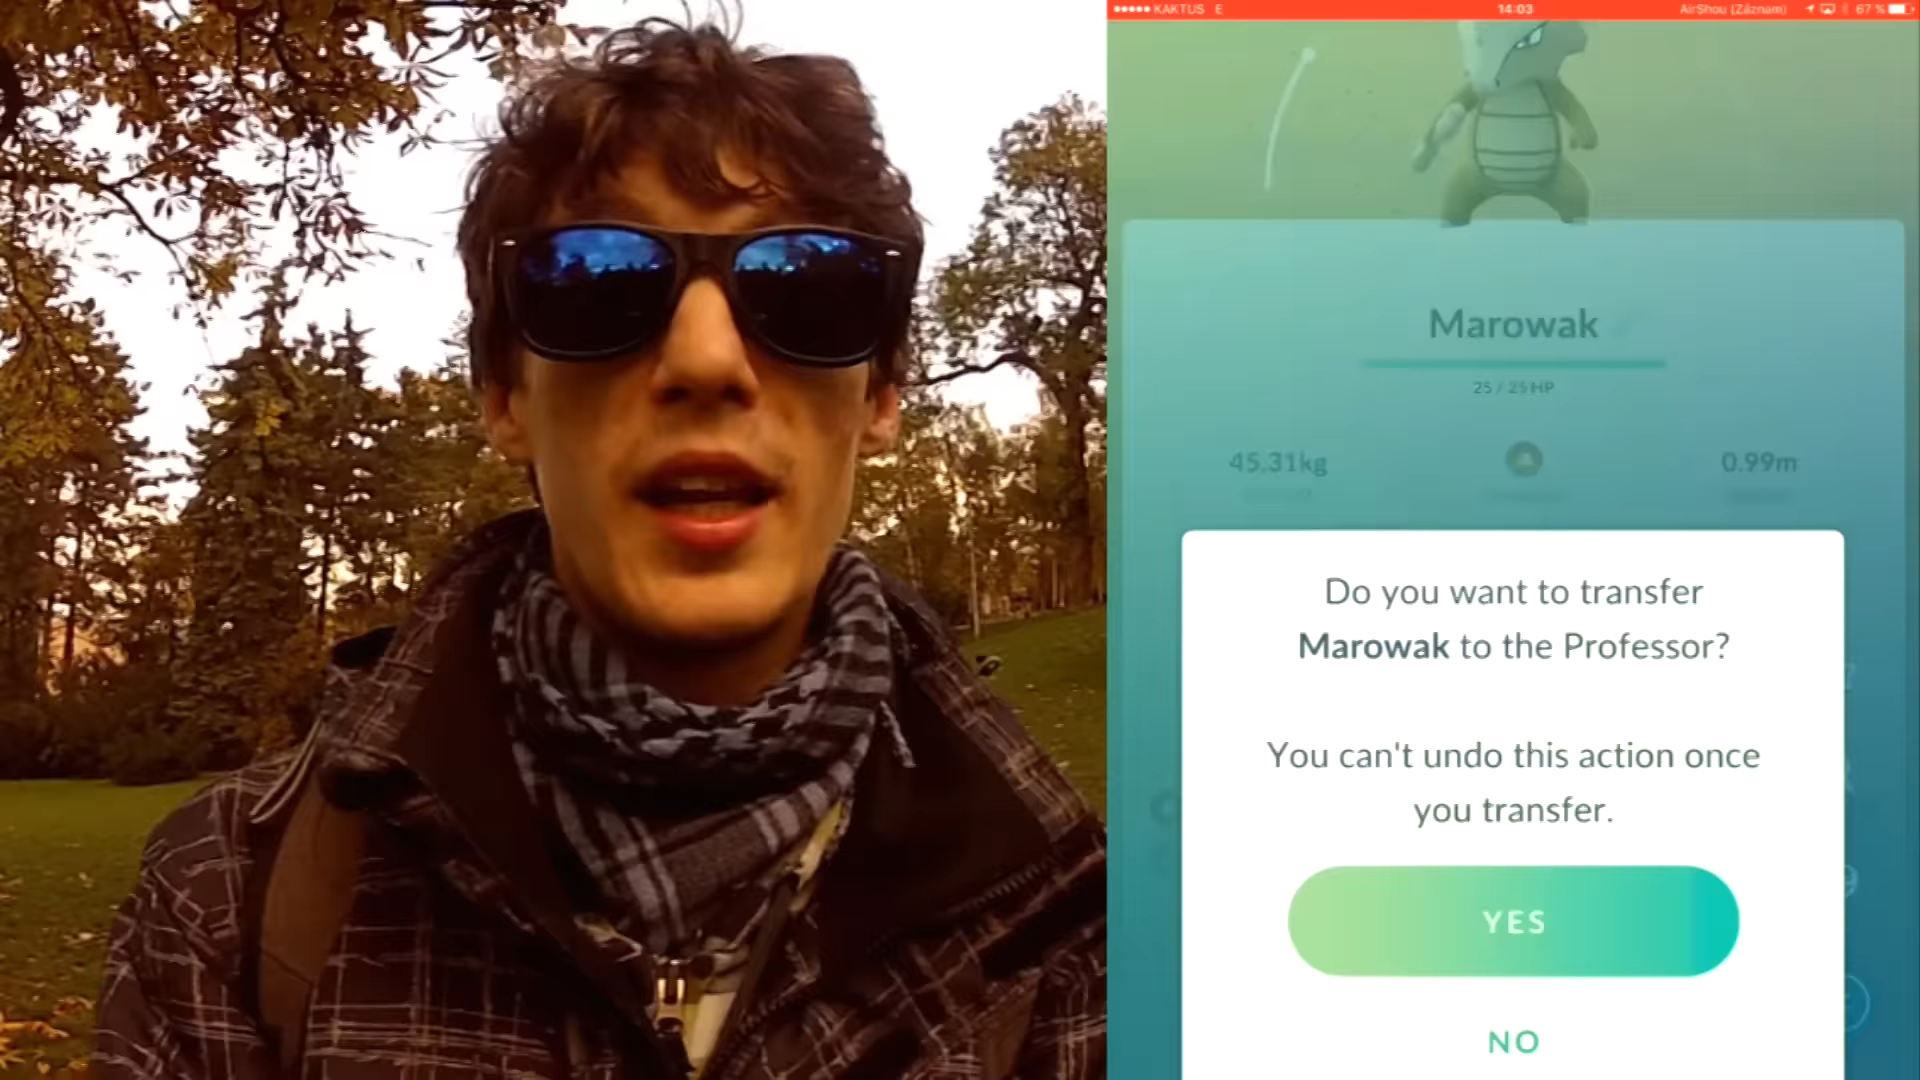 KAKTUS E 14:03 AirShou (Záznam) 67 %
Marowak
25 / 25 HP
45.31kg 0.99m
Do you want to transfer
Marowak to the Professor?
You can't undo this action once
you transfer.
YES
NO